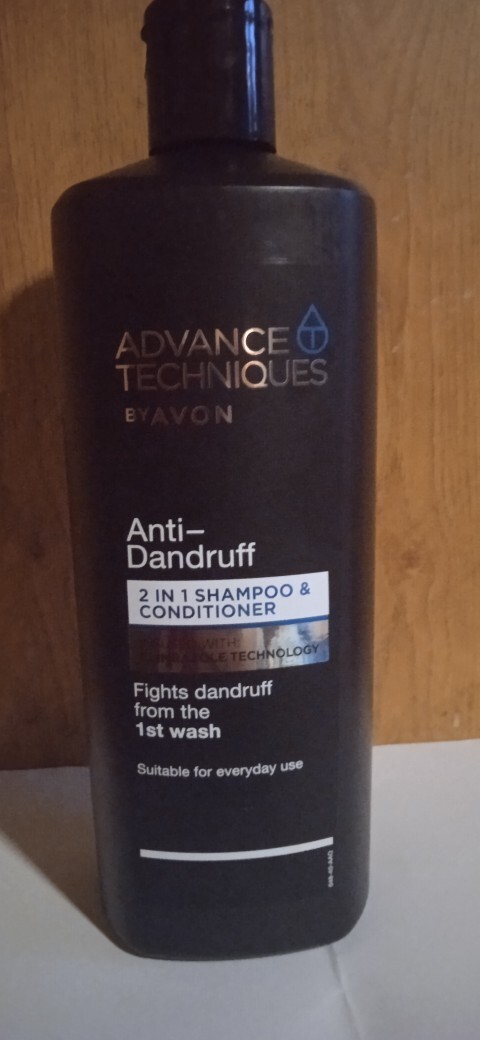 ADVANCE
TECHNIQUES
BY AVON
Anti–
Dandruff
2 IN 1 SHAMPOO &
CONDITIONER
WITH:
TECHNOLOGY
Fights dandruff
from the
1st wash
Suitable for everyday use